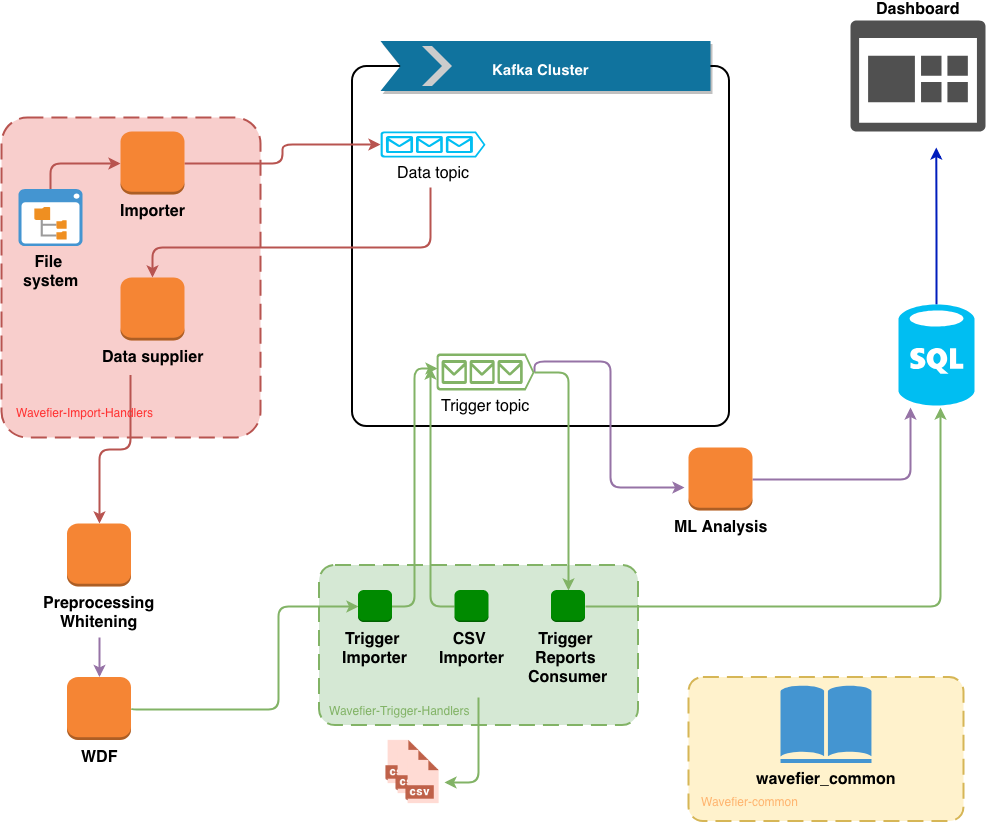 Dashboard
Kafka Cluster
Data topic
Importer
File
system
Data supplier
Wavefier-Import-Handlers
Trigger topic
SQL
ML Analysis
Preprocessing
Whitening
Trigger
Importer
CSV
Importer
Trigger
Reports
Consumer
Wavefier-Trigger-Handlers
WDF
csv
wavefier_common
Wavefier-common